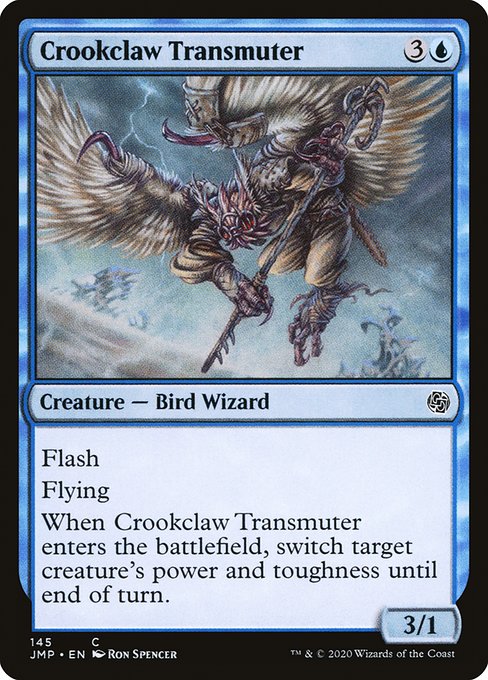 Crookclaw Transmuter 3
Creature — Bird Wizard
Flash
Flying
When Crookclaw Transmuter
enters the battlefield, switch target
creature's power and toughness until
end of turn.
3/1
145 C
JMP • EN Ron Spencer
™ & © 2020 Wizards of the Coast